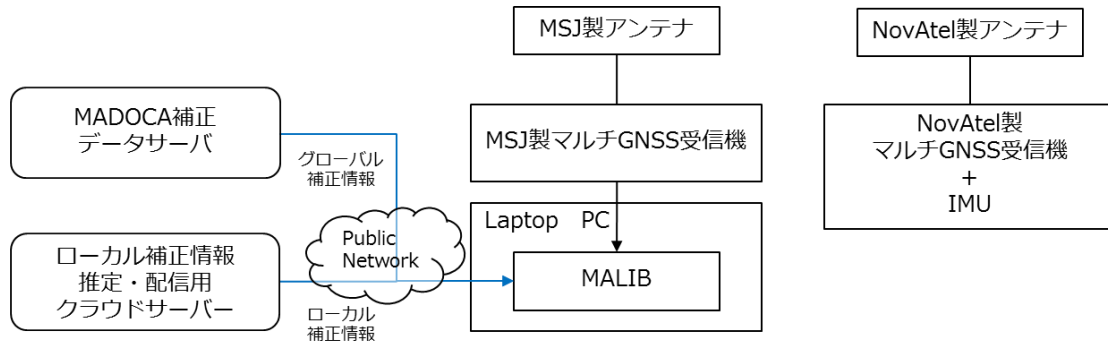 MSJ製アンテナ
NovAtel製アンテナ
MADOCA補正
データサーバ
MSJ製マルチGNSS受信機
NovAtel製
マルチGNSS受信機
+
IMU
グローバル
補正情報
Laptop　PC
Public
Network
MALIB
ローカル補正情報
推定・配信用
クラウドサーバー
ローカル
補正情報